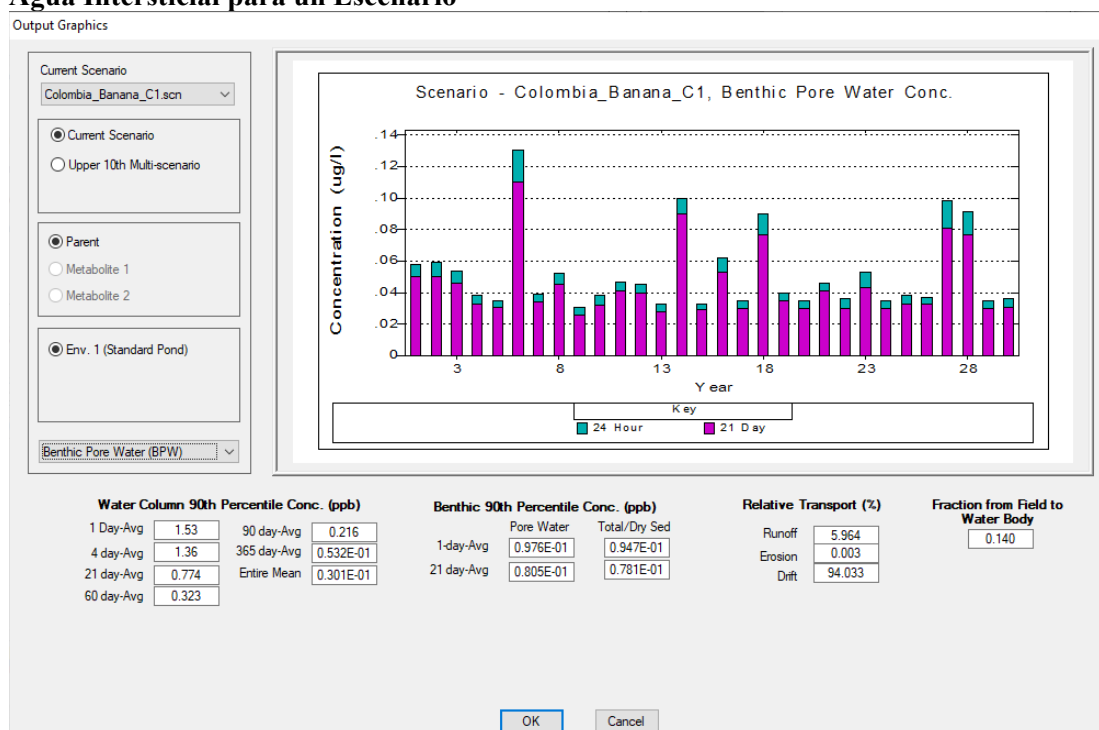 Agua Intersticial para un Escenario
Output Graphics
Current Scenario
Colombia_Banana_C1.scn
Current Scenario
Upper 10th Multi-scenario
Parent
Metabolite 1
Metabolite 2
Env. 1 (Standard Pond)
Benthic Pore Water (BPW)
Scenario - Colombia_Banana_C1, Benthic Pore Water Conc.
Concentration (ug/l)
.14
.12
.10
.08
.06
.04
.02
0
3 8 13 18 23 28
Year
Key
24 Hour 21 Day
Water Column 90th Percentile Conc. (ppb)
1 Day-Avg 1.53 90 day-Avg 0.216
4 day-Avg 1.36 365 day-Avg 0.532E-01
21 day-Avg 0.774 Entire Mean 0.301E-01
60 day-Avg 0.323
Benthic 90th Percentile Conc. (ppb)
Pore Water Total/Dry Sed
1-day-Avg 0.976E-01 0.947E-01
21 day-Avg 0.805E-01 0.781E-01
Relative Transport (%)
Runoff 5.964
Erosion 0.003
Drift 94.033
Fraction from Field to
Water Body
0.140
OK Cancel